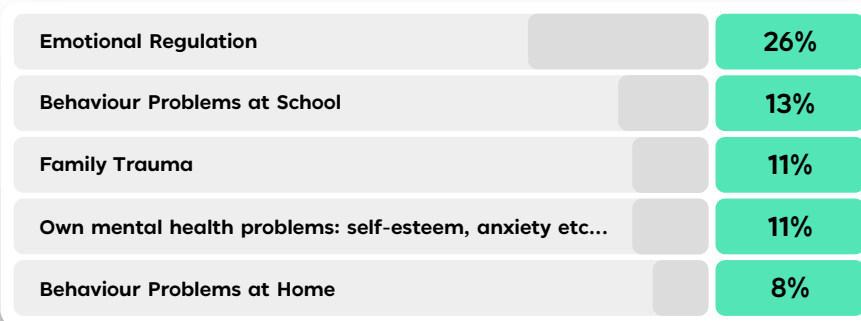 Emotional Regulation 26%
Behaviour Problems at School 13%
Family Trauma 11%
Own mental health problems: self-esteem, anxiety etc... 11%
Behaviour Problems at Home 8%